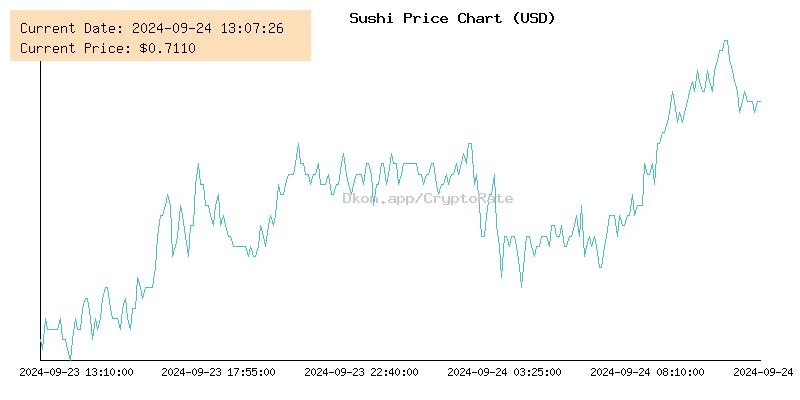 Sushi Price Chart (USD)
Current Date: 2024-09-24 13:07:26
Current Price: $0.7110
Dkon.app/CryptoRate
2024-09-23 13:10:00
2024-09-23 17:55:00
2024-09-23 22:40:00
2024-09-24 03:25:00
2024-09-24 08:10:00
2024-09-24